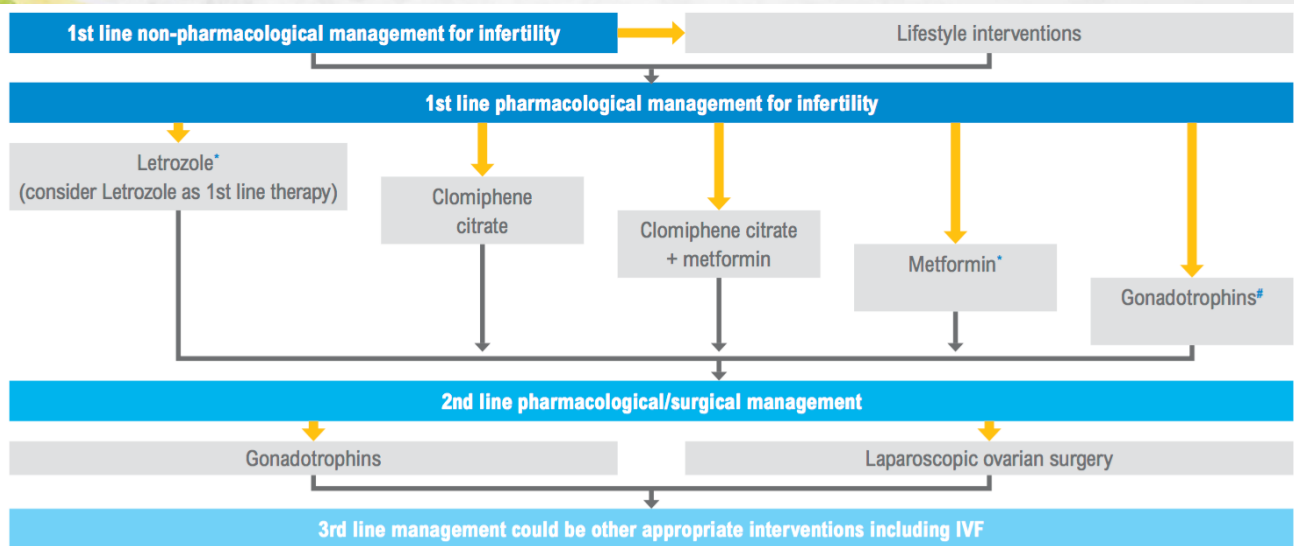 1st line non-pharmacological management for infertility
Lifestyle interventions
1st line pharmacological management for infertility
Letrozole*
(consider Letrozole as 1st line therapy)
Clomiphene
citrate
Clomiphene citrate
+ metformin
Metformin*
Gonadotrophins#
2nd line pharmacological/surgical management
Gonadotrophins
Laparoscopic ovarian surgery
3rd line management could be other appropriate interventions including IVF